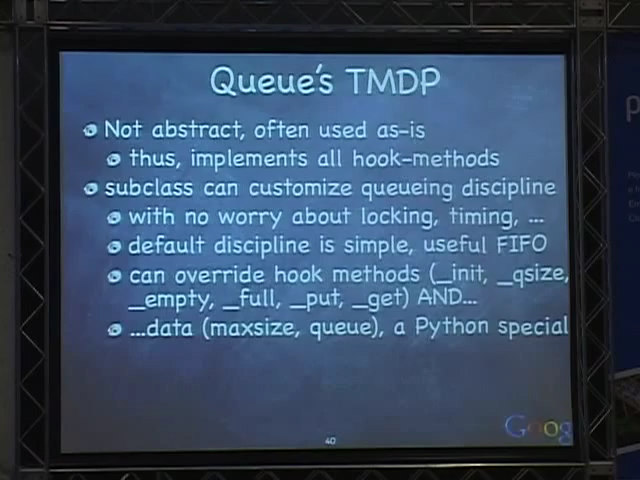 Queue's TMDP
Not abstract, often used as-is
thus, implements all hook-methods
subclass can customize queueing discipline
with no worry about locking, timing, ...
default discipline is simple, useful FIFO
can override hook methods (_init, _qsize,
_empty, _full, _put, _get) AND...
...data (maxsize, queue), a Python special
Goog
40